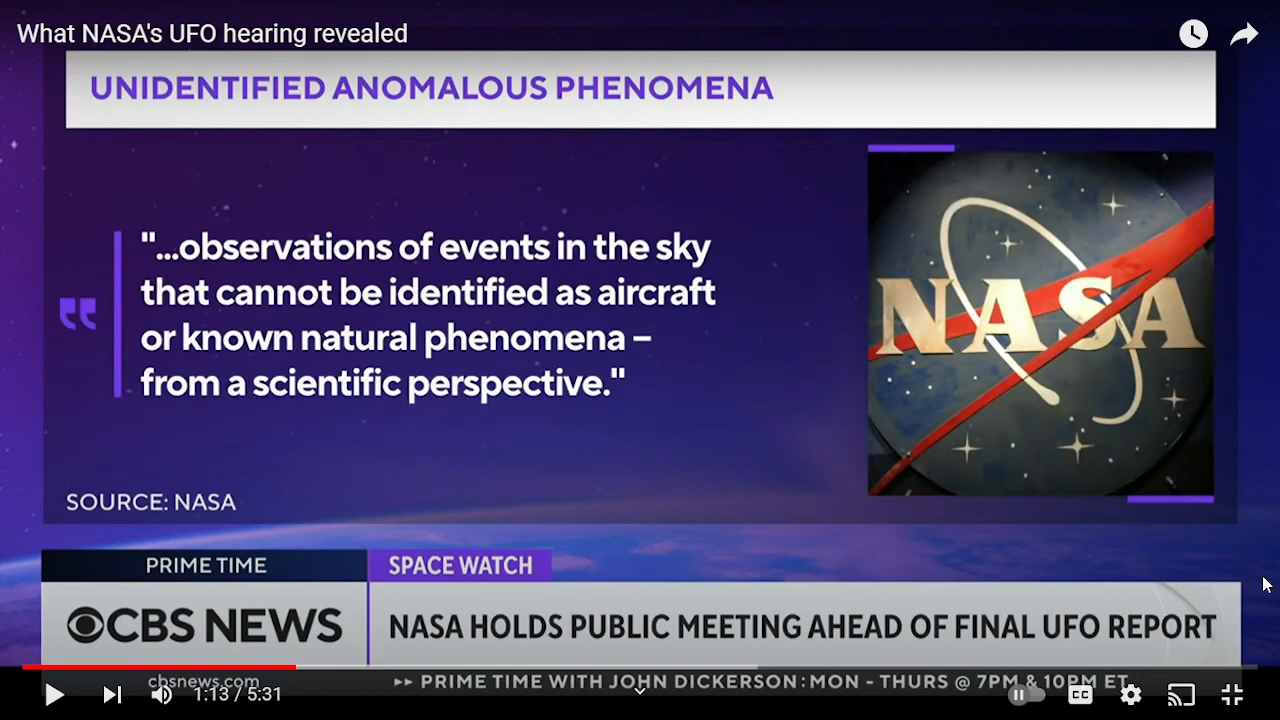 What NASA's UFO hearing revealed
UNIDENTIFIED ANOMALOUS PHENOMENA
"...observations of events in the sky
that cannot be identified as aircraft
or known natural phenomena –
from a scientific perspective."
NASA
SOURCE: NASA
PRIME TIME
SPACE WATCH
CBS NEWS
NASA HOLDS PUBLIC MEETING AHEAD OF FINAL UFO REPORT
cbsnews.com
PRIME TIME WITH JOHN DICKERSON: MON - THURS @ 7PM & 10PM ET
1:13 / 5:31
CC